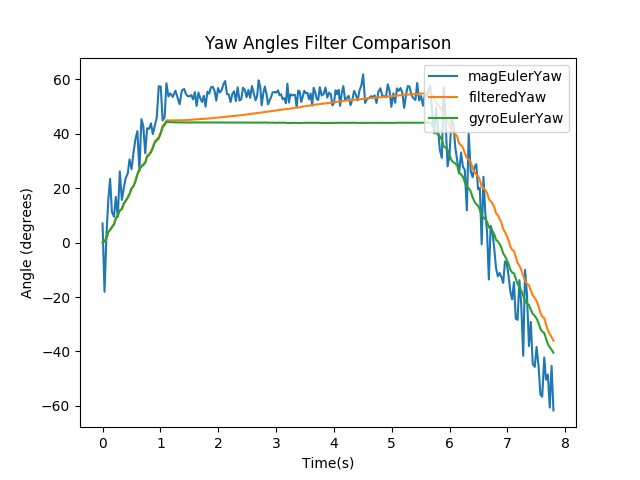 Yaw Angles Filter Comparison
magEulerYaw
filteredYaw
gyroEulerYaw
Angle (degrees)
60
40
20
0
−20
−40
−60
0 1 2 3 4 5 6 7 8
Time(s)